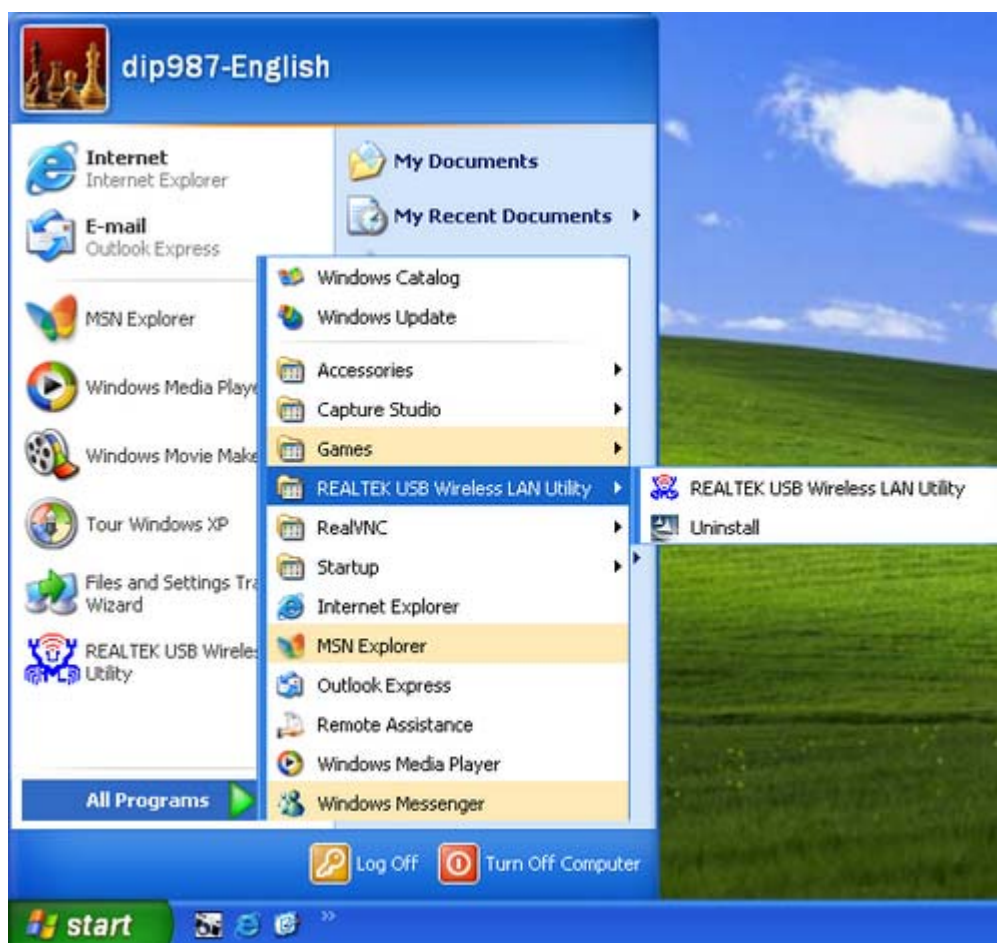 dip987-English
Internet
Internet Explorer
E-mail
Outlook Express
MSN Explorer
Windows Media Playe
Windows Movie Make
Tour Windows XP
Files and Settings Tra
Wizard
REALTEK USB Wireles
Utility
All Programs
My Documents
My Recent Documents
Windows Catalog
Windows Update
Accessories
Capture Studio
Games
REALTEK USB Wireless LAN Utility
RealVNC
Startup
Internet Explorer
MSN Explorer
Outlook Express
Remote Assistance
Windows Media Player
Windows Messenger
REALTEK USB Wireless LAN Utility
Uninstall
Log Off
Turn Off Computer
start